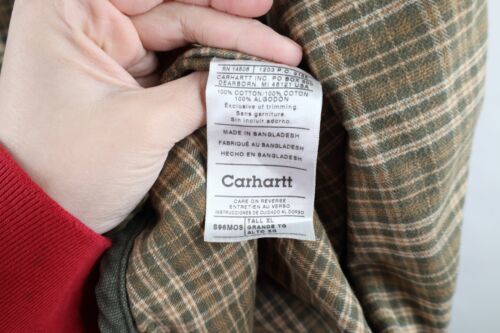 RN 14806 1203 P.O.
CARHARTT INC. PO BOX 600
DEARBORN, MI 48121 USA
100% COTTON·100% COTON
100% ALGODON
Exclusive of trimming.
Sans garniture.
Sin incluir adorno.
MADE IN BANGLADESH
FABRIQUÉ AU BANGLADESH
HECHO EN BANGLADESH
Carhartt
CARE ON REVERSE
ENTRETIEN AU VERSO
INSTRUCCIONES DE CUIDADO AL DORSO
S96MOS
TALL XL
GRANDE TG
ALTO XG